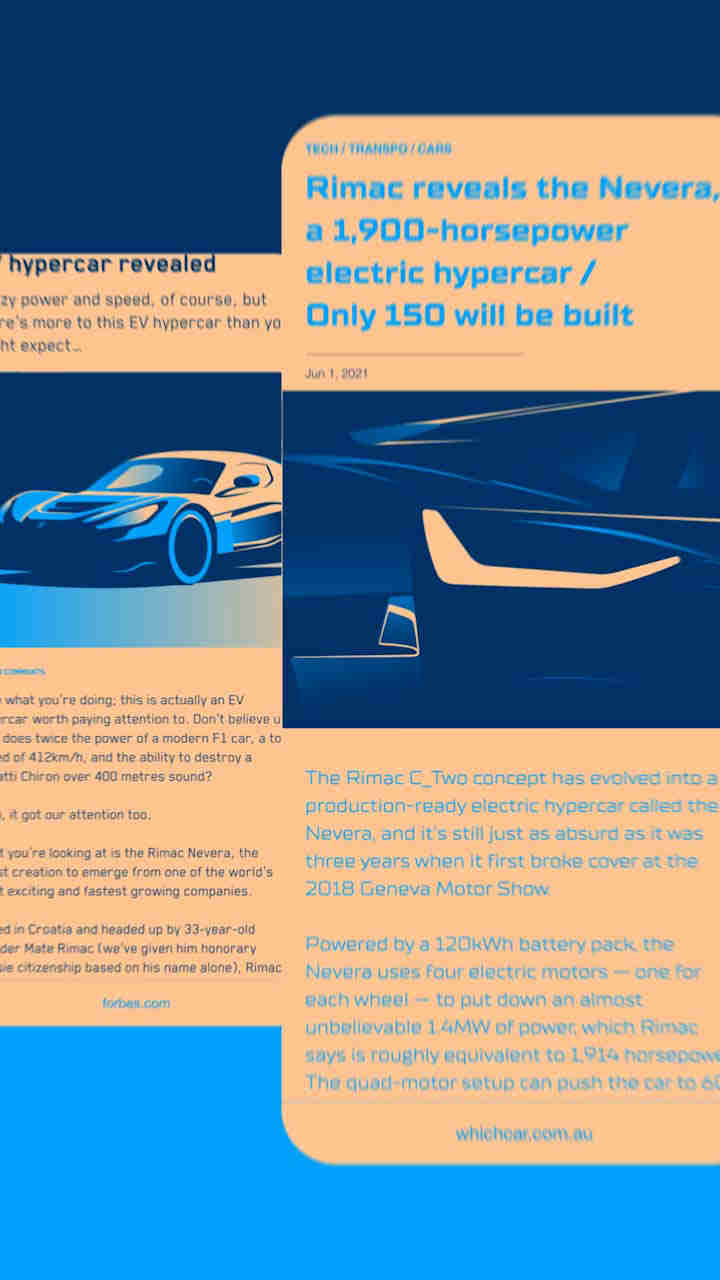 hypercar revealed
zy power and speed, of course, but
re's more to this EV hypercar than yo
ht expect...
what you're doing; this is actually an EV
rcar worth paying attention to. Don't believe u
does twice the power of a modern F1 car, a to
ed of 412km/h, and the ability to destroy a
atti Chiron over 400 metres sound?
, it got our attention too.
t you're looking at is the Rimac Nevera, the
st creation to emerge from one of the world's
t exciting and fastest growing companies.
ed in Croatia and headed up by 33-year-old
der Mate Rimac (we've given him honorary
sie citizenship based on his name alone), Rimac
forbes.com
TECH / TRANSPO / CARS
Rimac reveals the Nevera,
a 1,900-horsepower
electric hypercar /
Only 150 will be built
Jun 1, 2021
The Rimac C_Two concept has evolved into a
production-ready electric hypercar called the
Nevera, and it's still just as absurd as it was
three years when it first broke cover at the
2018 Geneva Motor Show.
Powered by a 120kWh battery pack, the
Nevera uses four electric motors — one for
each wheel — to put down an almost
unbelievable 1.4MW of power, which Rimac
says is roughly equivalent to 1,914 horsepowe
The quad-motor setup can push the car to 60
whichcar.com.au